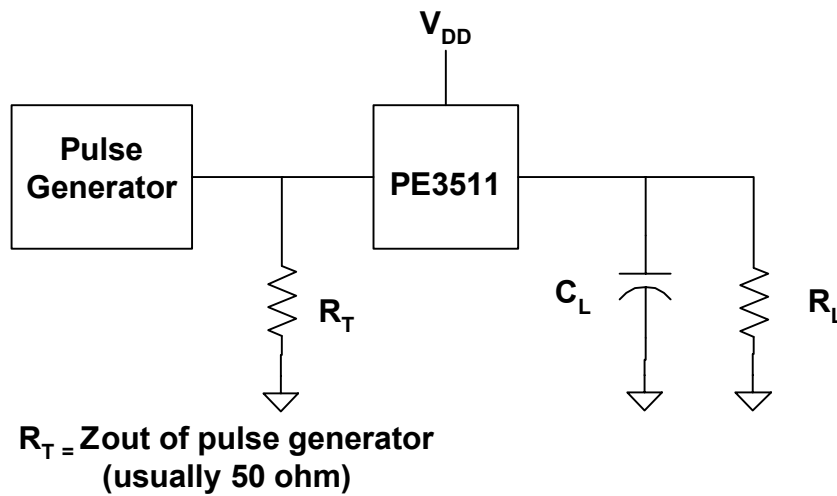 V_DD
Pulse
Generator
PE3511
R_T
C_L
R_L
R_T = Zout of pulse generator
(usually 50 ohm)